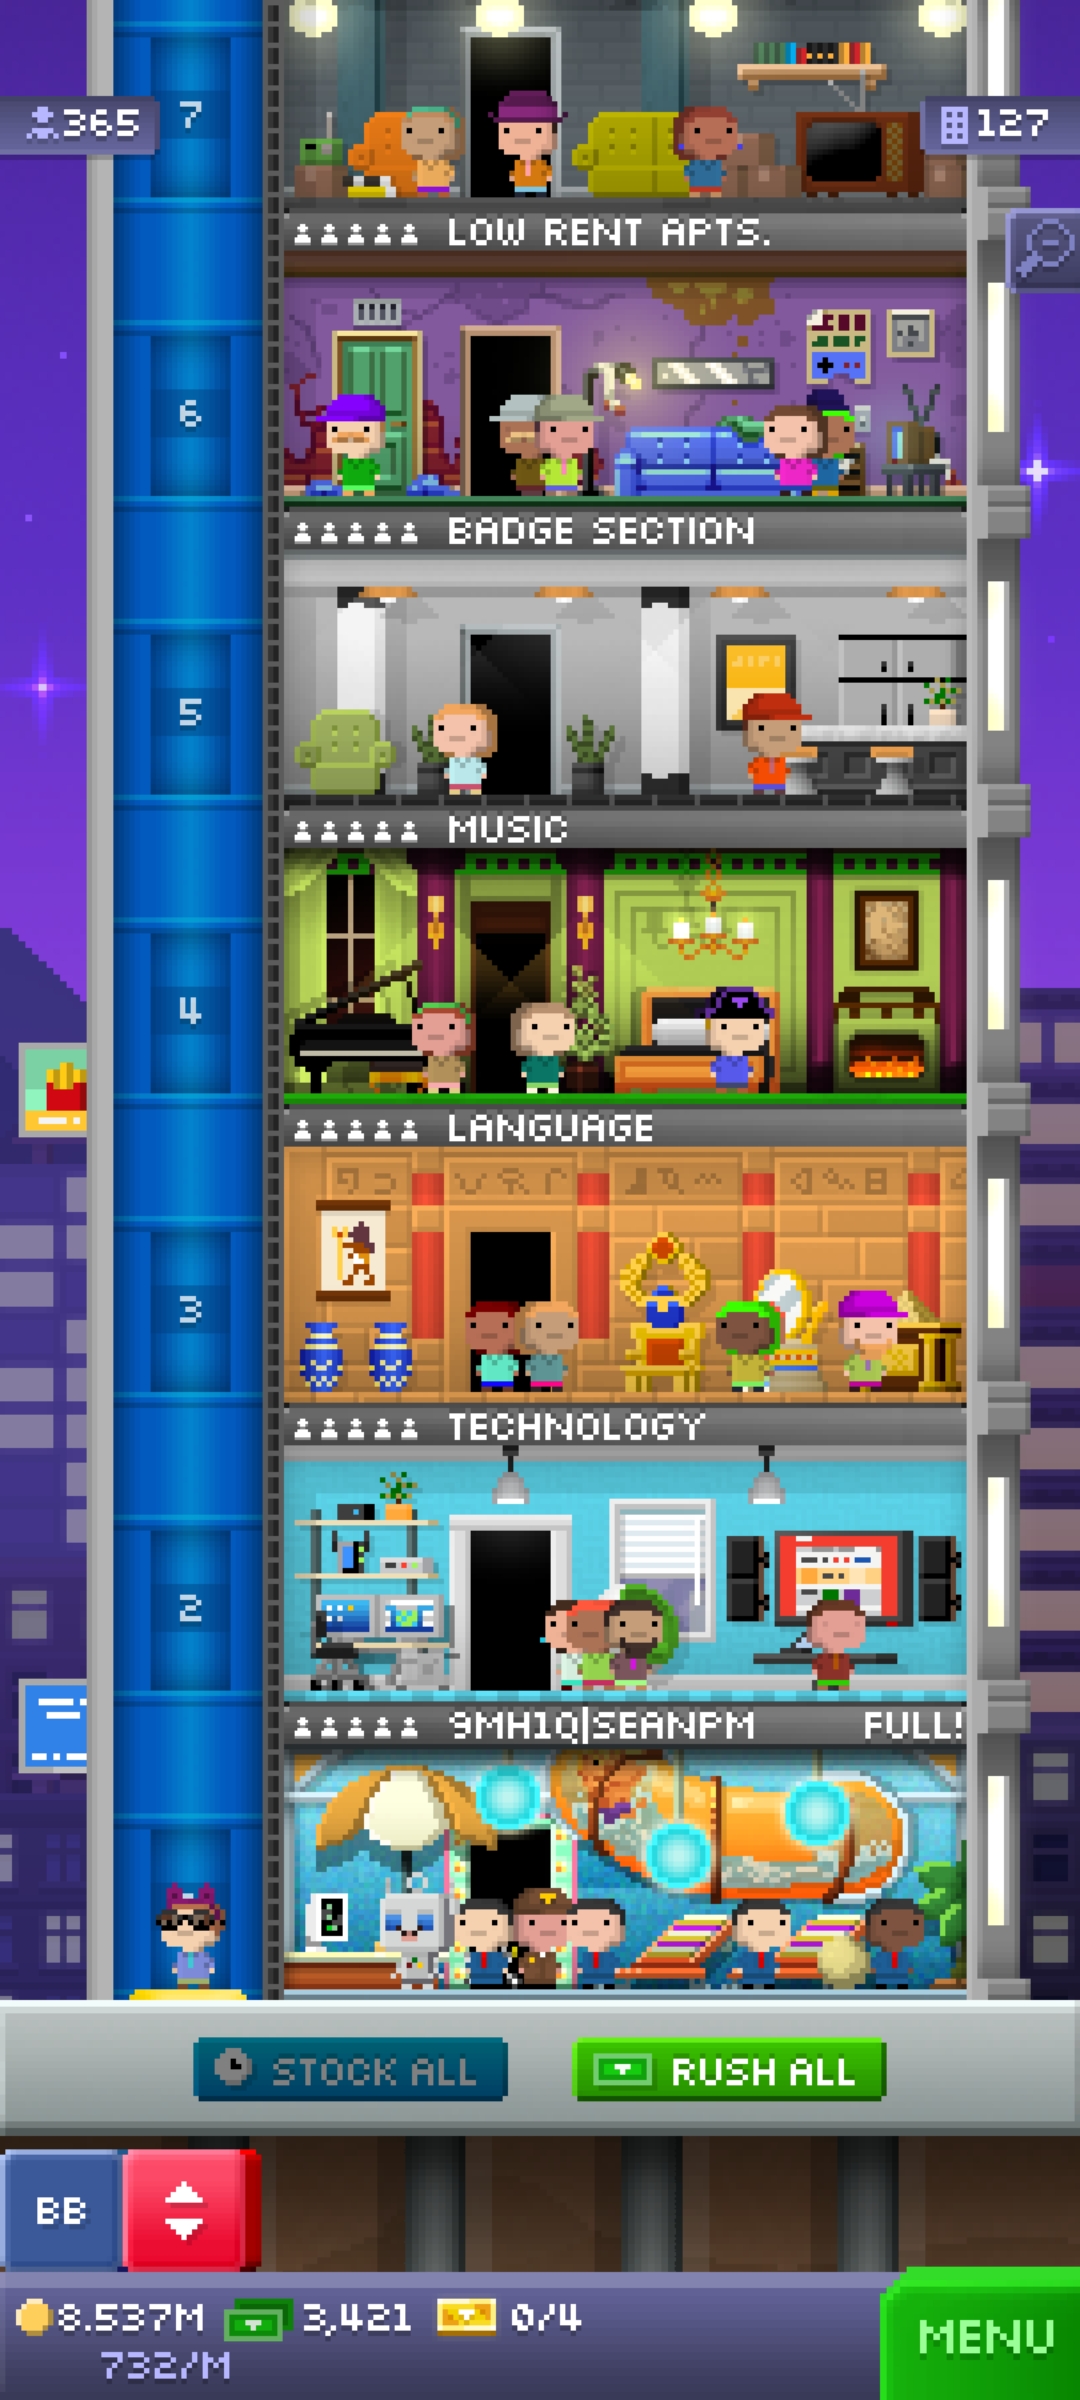 7
365
127
LOW RENT APTS.
6
BADGE SECTION
5
MUSIC
4
LANGUAGE
3
TECHNOLOGY
2
9MH1Q|SEANPM FULL!
STOCK ALL
RUSH ALL
BB
8.537M 3,421 0/4
732/M
MENU